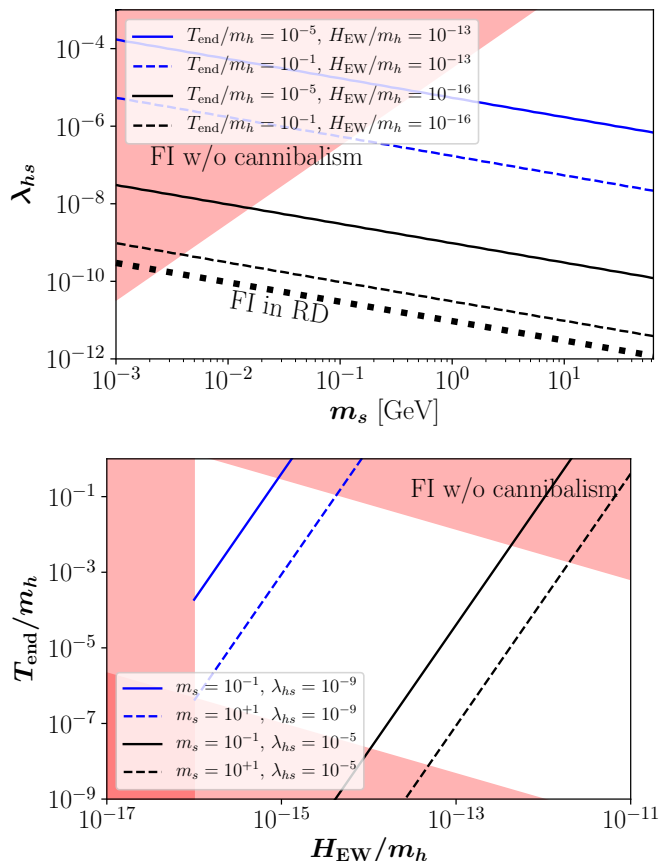 10⁻⁴
10⁻⁶
10⁻⁸
10⁻¹⁰
10⁻¹²
λ_hs
T_end/m_h = 10⁻⁵, H_EW/m_h = 10⁻¹³
T_end/m_h = 10⁻¹, H_EW/m_h = 10⁻¹³
T_end/m_h = 10⁻⁵, H_EW/m_h = 10⁻¹⁶
T_end/m_h = 10⁻¹, H_EW/m_h = 10⁻¹⁶
FI w/o cannibalism
FI in RD
10⁻³ 10⁻² 10⁻¹ 10⁰ 10¹
m_s [GeV]
10⁻¹
10⁻³
10⁻⁵
10⁻⁷
10⁻⁹
T_end/m_h
FI w/o cannibalism
m_s = 10⁻¹, λ_hs = 10⁻⁹
m_s = 10⁺¹, λ_hs = 10⁻⁹
m_s = 10⁻¹, λ_hs = 10⁻⁵
m_s = 10⁺¹, λ_hs = 10⁻⁵
10⁻¹⁷ 10⁻¹⁵ 10⁻¹³ 10⁻¹¹
H_EW/m_h